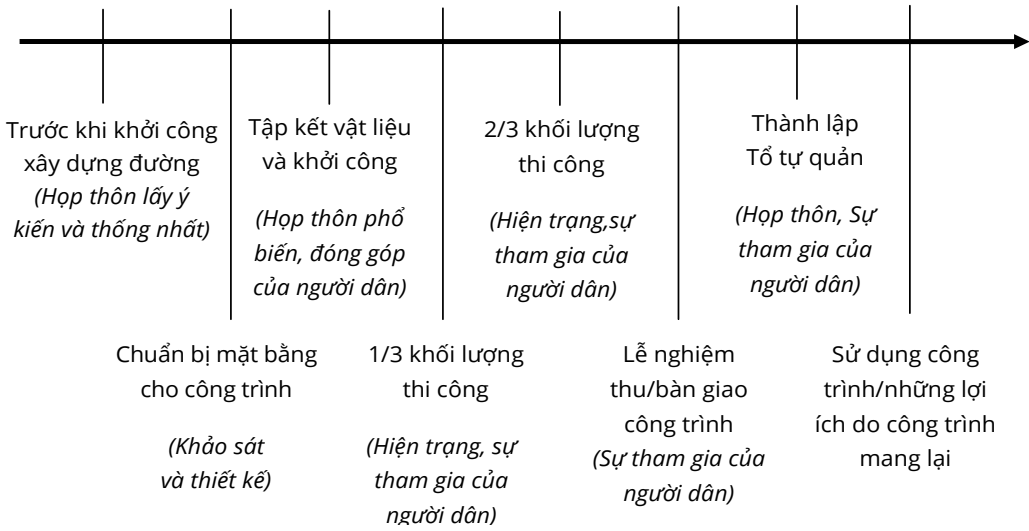 Trước khi khởi công
xây dựng đường
(Họp thôn lấy ý
kiến và thống nhất)
Chuẩn bị mặt bằng
cho công trình
(Khảo sát
và thiết kế)
Tập kết vật liệu
và khởi công
(Họp thôn phổ
biến, đóng góp
của người dân)
1/3 khối lượng
thi công
(Hiện trạng, sự
tham gia của
người dân)
2/3 khối lượng
thi công
(Hiện trạng,sự
tham gia của
người dân)
Lễ nghiệm
thu/bàn giao
công trình
(Sự tham gia của
người dân)
Thành lập
Tổ tự quản
(Họp thôn, Sự
tham gia của
người dân)
Sử dụng công
trình/những lợi
ích do công trình
mang lại